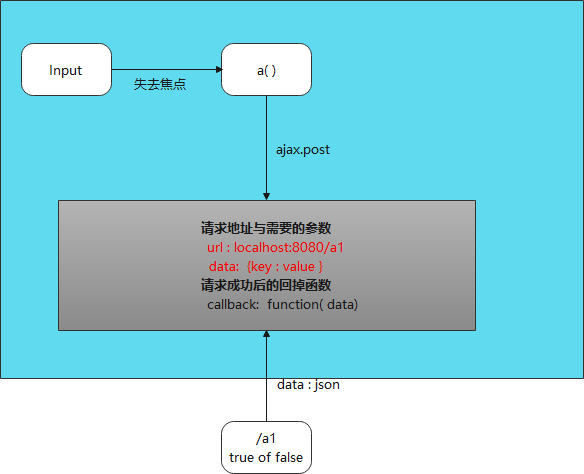 Input
a( )
失去焦点
ajax.post
请求地址与需要的参数
url : localhost:8080/a1
data: {key : value }
请求成功后的回掉函数
callback: function( data)
data : json
/a1
true of false